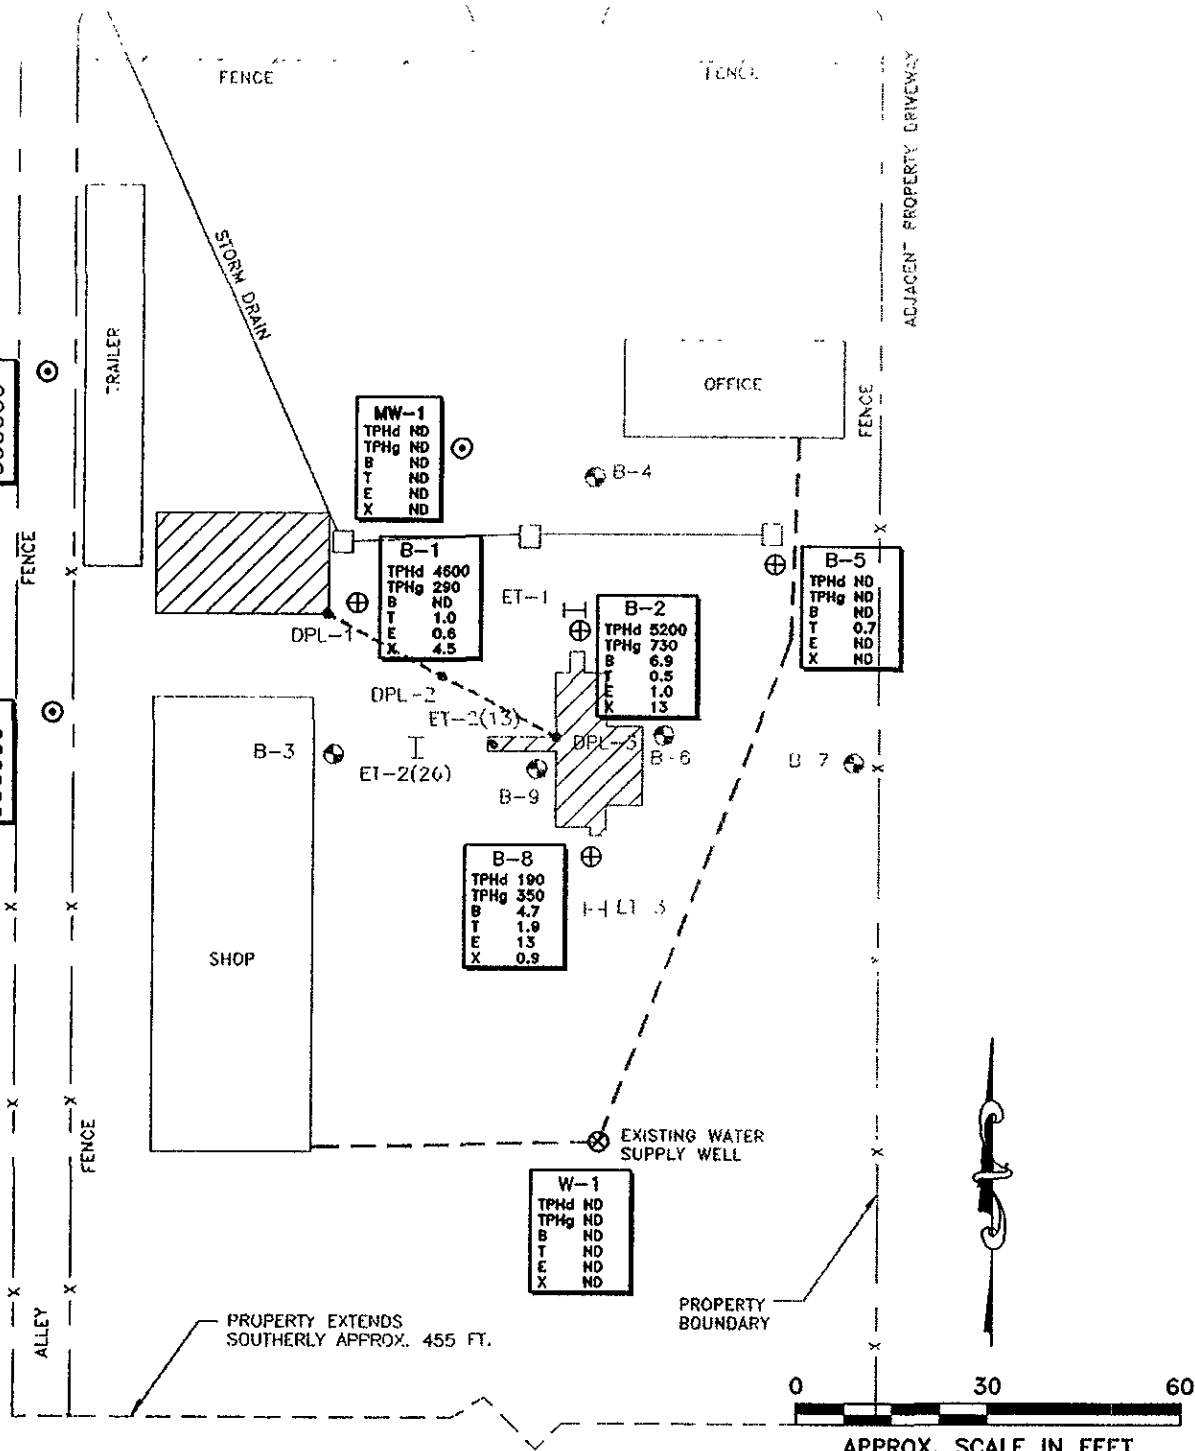 FENCE
FENCE
ADJACENT PROPERTY DRIVEWAY
STORM DRAIN
TRAILER
OFFICE
FENCE
MW-1
TPHd ND
TPHg ND
B ND
T ND
E ND
X ND
B-4
FENCE
B-1
TPHd 4600
TPHg 290
B ND
T 1.0
E 0.6
X 4.5
ET-1
B-2
TPHd 5200
TPHg 730
B 6.9
T 0.5
E 1.0
X 13
B-5
TPHd ND
TPHg ND
B ND
T 0.7
E ND
X ND
DPL-1
DPL-2
ET-2(13)
DPL-3
B-3
ET-2(20)
B-6
B-7
B-9
B-8
TPHd 190
TPHg 350
B 4.7
T 1.9
E 13
X 0.9
ET-3
SHOP
FENCE
EXISTING WATER
SUPPLY WELL
W-1
TPHd ND
TPHg ND
B ND
T ND
E ND
X ND
PROPERTY
BOUNDARY
PROPERTY EXTENDS
SOUTHERLY APPROX. 455 FT.
ALLEY
0 30 60
APPROX. SCALE IN FEET